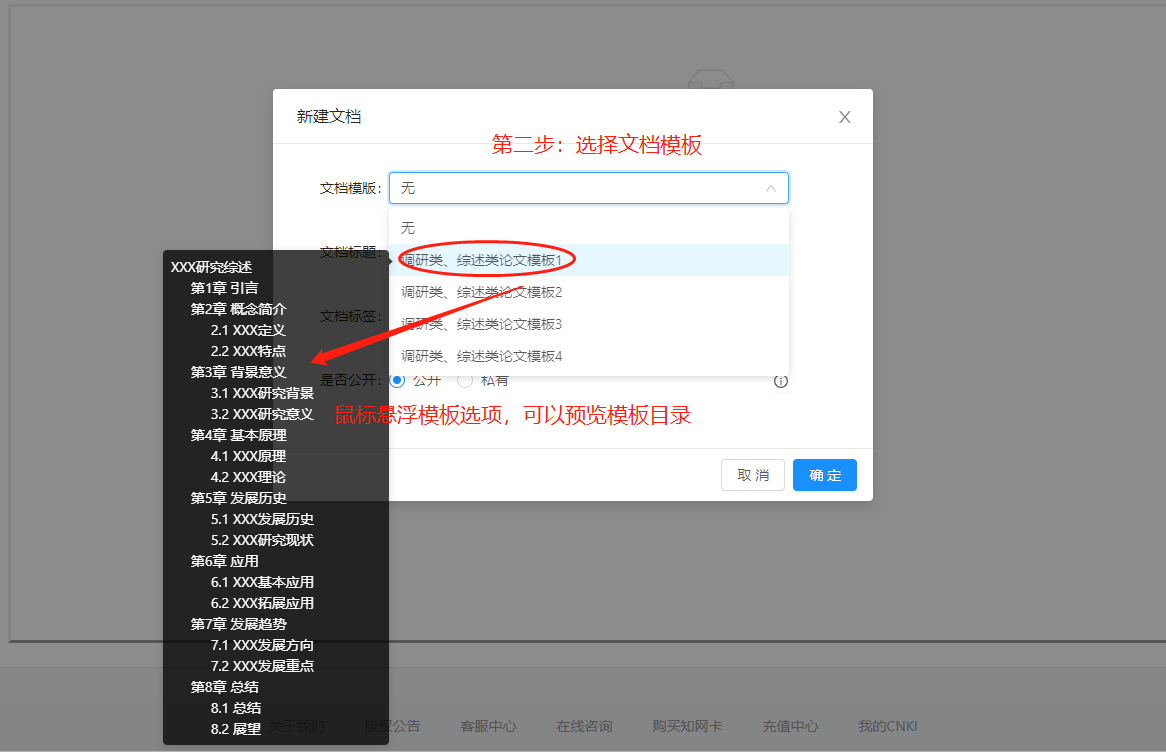 新建文档
X
第二步：选择文档模板
文档模版：
无
无
文档标题：
调研类、综述类论文模板1
调研类、综述类论文模板2
文档标签：
调研类、综述类论文模板3
调研类、综述类论文模板4
是否公开：
公开
私有
鼠标悬浮模板选项，可以预览模板目录
取 消
确 定
XXX研究综述
第1章 引言
第2章 概念简介
2.1 XXX定义
2.2 XXX特点
第3章 背景意义
3.1 XXX研究背景
3.2 XXX研究意义
第4章 基本原理
4.1 XXX原理
4.2 XXX理论
第5章 发展历史
5.1 XXX发展历史
5.2 XXX研究现状
第6章 应用
6.1 XXX基本应用
6.2 XXX拓展应用
第7章 发展趋势
7.1 XXX发展方向
7.2 XXX发展重点
第8章 总结
8.1 总结
8.2 展望
关于我们 版权公告 客服中心 在线咨询 购买知网卡 充值中心 我的CNKI